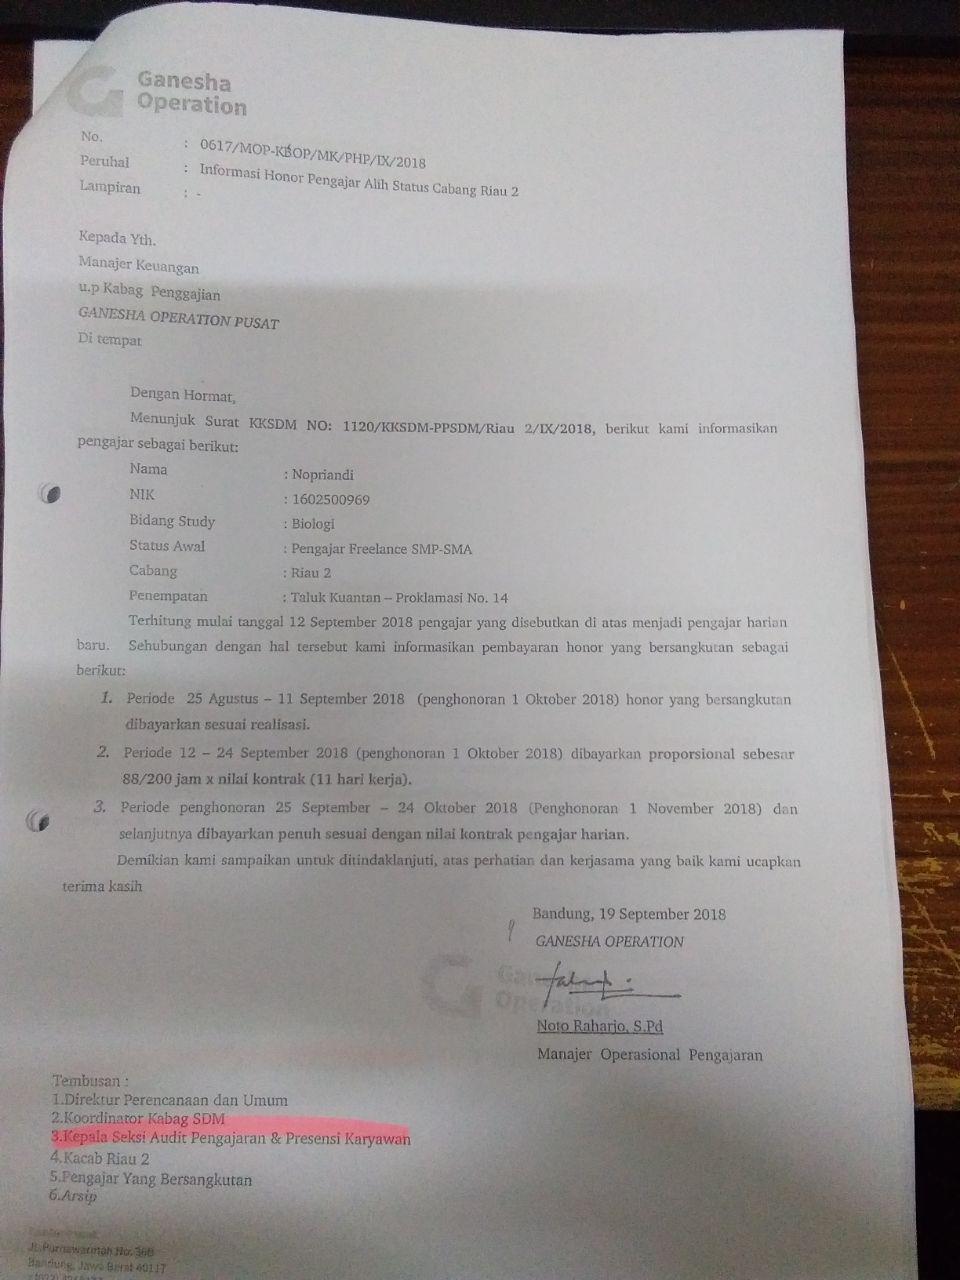 Ganesha
Operation
No. : 0617/MOP-KBOP/MK/PHP/IX/2018
Peruhal : Informasi Honor Pengajar Alih Status Cabang Riau 2
Lampiran : -
Kepada Yth.
Manajer Keuangan
u.p Kabag Penggajian
GANESHA OPERATION PUSAT
Di tempat
Dengan Hormat,
Menunjuk Surat KKSDM NO: 1120/KKSDM-PPSDM/Riau 2/IX/2018, berikut kami informasikan
pengajar sebagai berikut:
Nama : Nopriandi
NIK : 1602500969
Bidang Study : Biologi
Status Awal : Pengajar Freelance SMP-SMA
Cabang : Riau 2
Penempatan : Taluk Kuantan – Proklamasi No. 14
Terhitung mulai tanggal 12 September 2018 pengajar yang disebutkan di atas menjadi pengajar harian
baru. Sehubungan dengan hal tersebut kami informasikan pembayaran honor yang bersangkutan sebagai
berikut:
1. Periode 25 Agustus – 11 September 2018 (penghonoran 1 Oktober 2018) honor yang bersangkutan
dibayarkan sesuai realisasi.
2. Periode 12 – 24 September 2018 (penghonoran 1 Oktober 2018) dibayarkan proporsional sebesar
88/200 jam x nilai kontrak (11 hari kerja).
3. Periode penghonoran 25 September – 24 Oktober 2018 (Penghonoran 1 November 2018) dan
selanjutnya dibayarkan penuh sesuai dengan nilai kontrak pengajar harian.
Demikian kami sampaikan untuk ditindaklanjuti, atas perhatian dan kerjasama yang baik kami ucapkan
terima kasih
Bandung, 19 September 2018
GANESHA OPERATION
Ganesha
Operation
Noto Raharjo, S.Pd
Manajer Operasional Pengajaran
Tembusan :
1.Direktur Perencanaan dan Umum
2.Koordinator Kabag SDM
3.Kepala Seksi Audit Pengajaran & Presensi Karyawan
4.Kacab Riau 2
5.Pengajar Yang Bersangkutan
6.Arsip
Jl. Purnawarman No. 36B
Bandung, Jawa Barat 40117